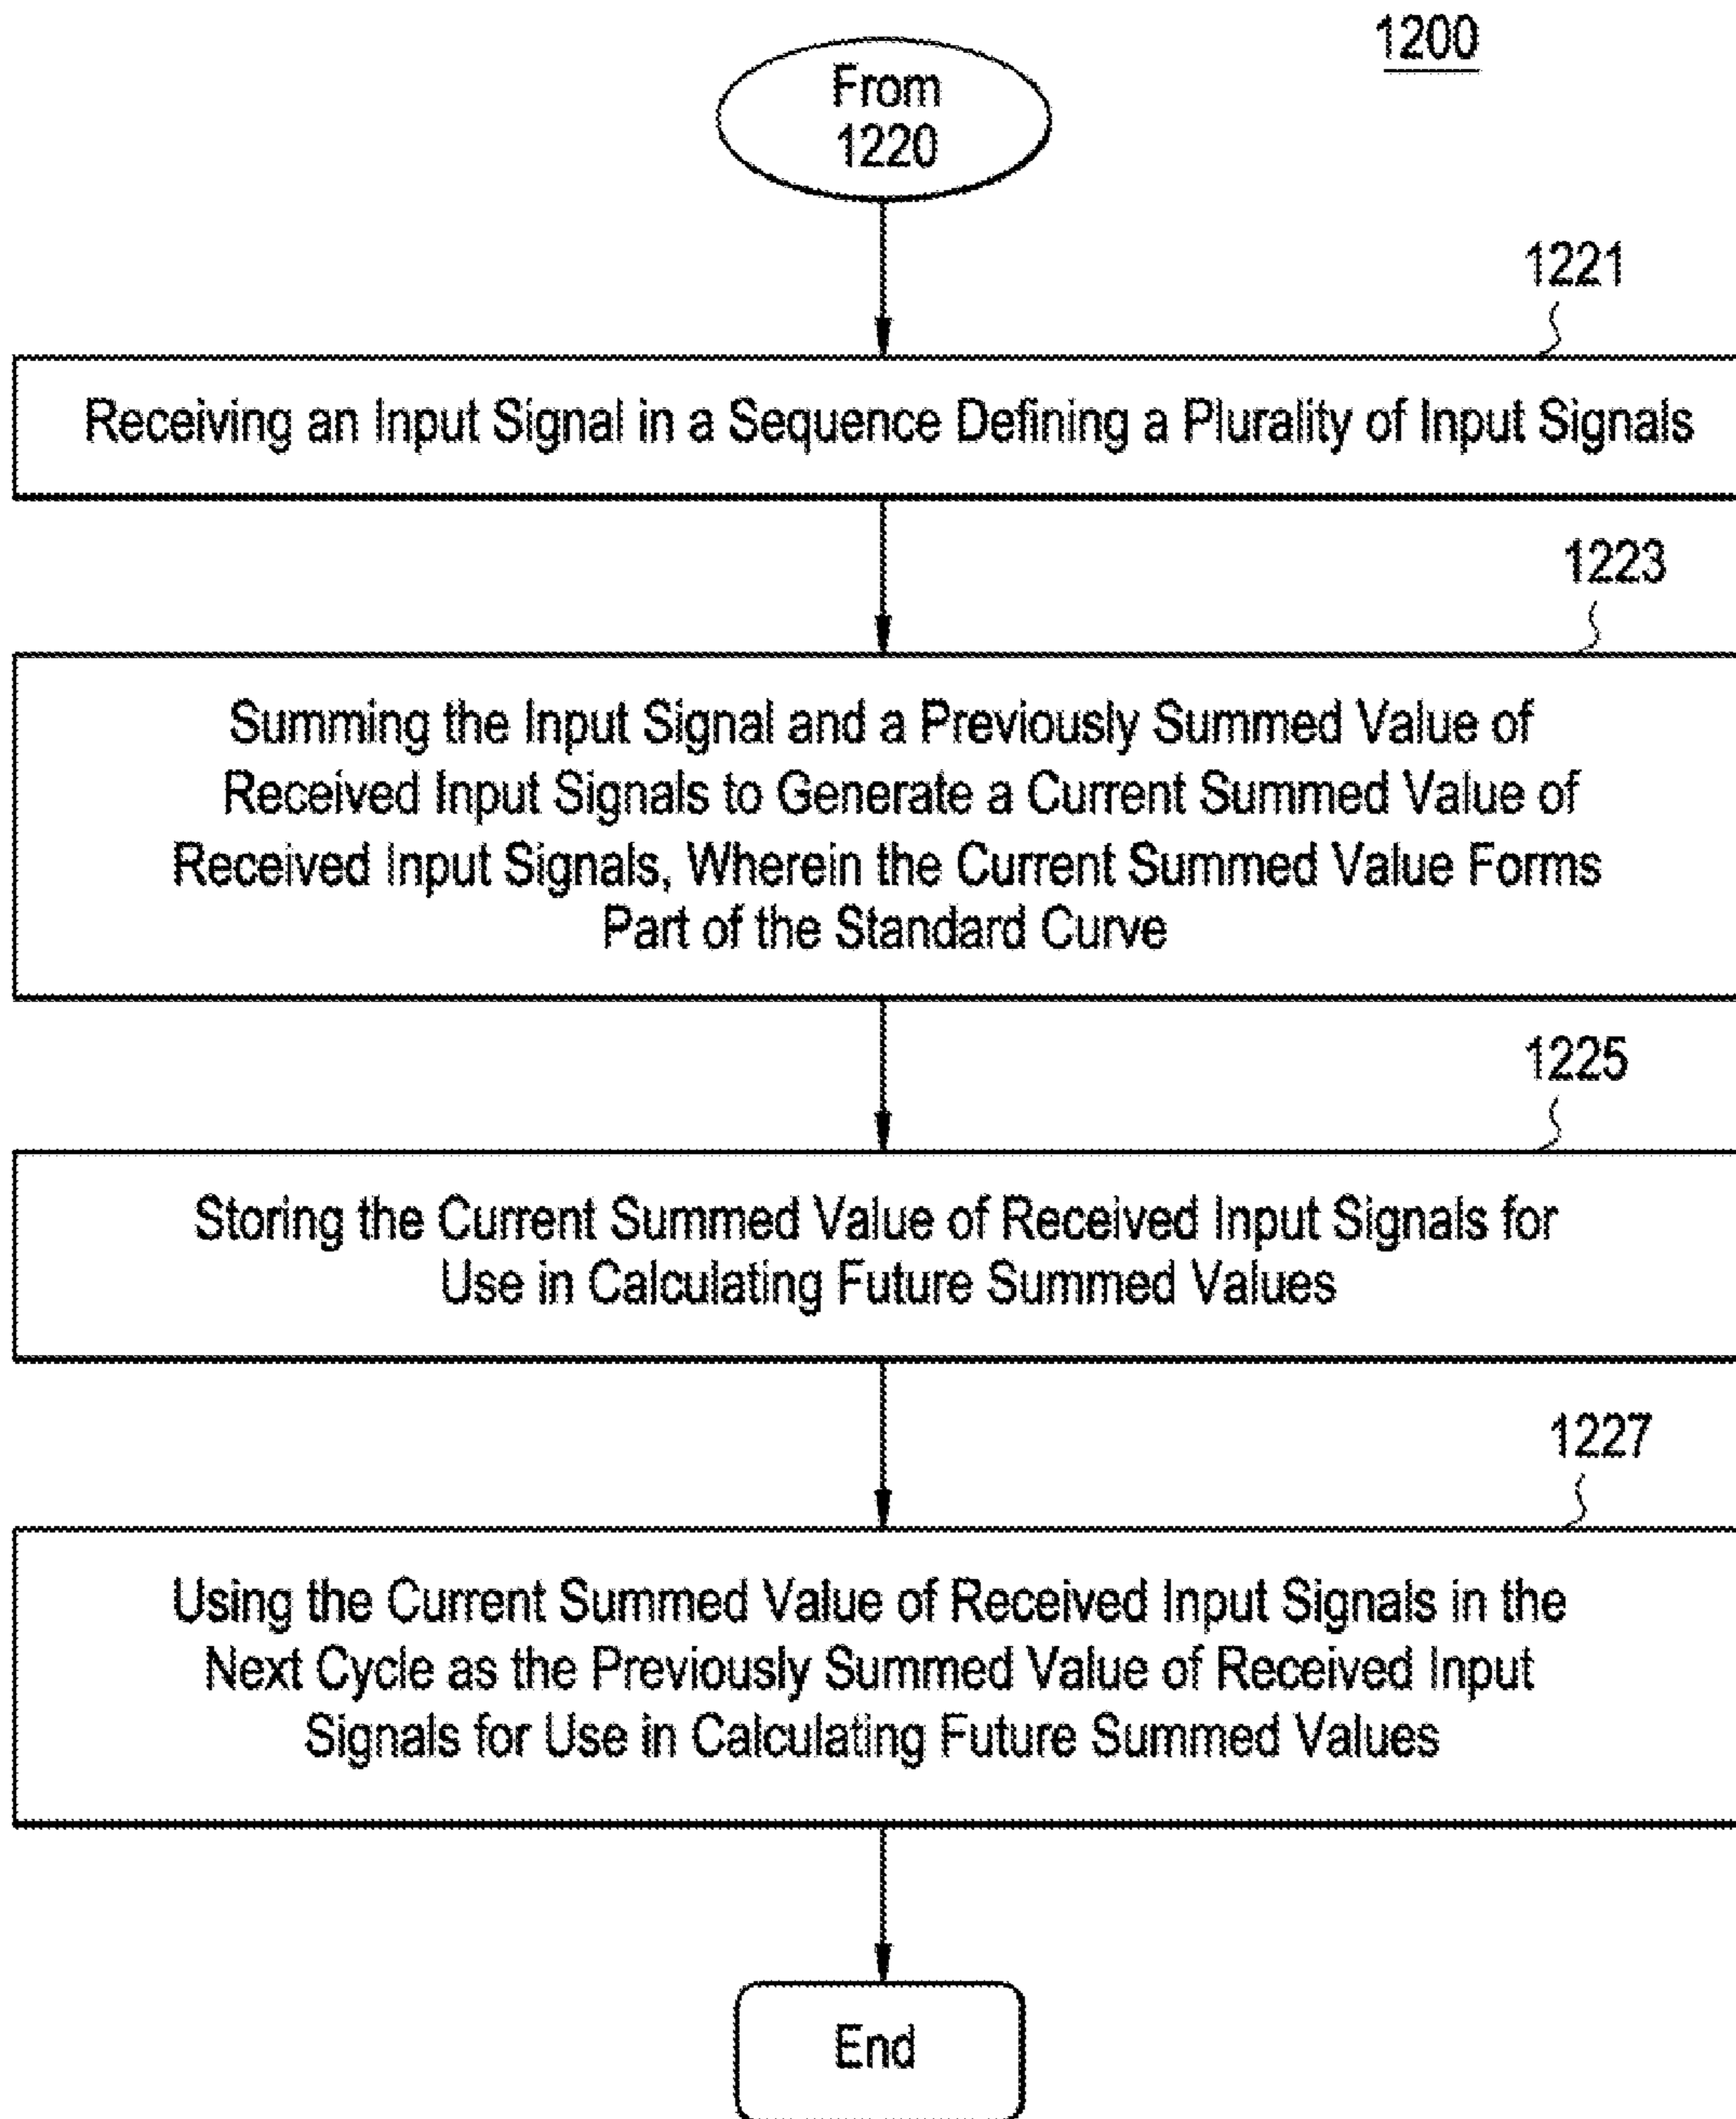 1200
From
1220
1221
Receiving an Input Signal in a Sequence Defining a Plurality of Input Signals
1223
Summing the Input Signal and a Previously Summed Value of
Received Input Signals to Generate a Current Summed Value of
Received Input Signals, Wherein the Current Summed Value Forms
Part of the Standard Curve
1225
Storing the Current Summed Value of Received Input Signals for
Use in Calculating Future Summed Values
1227
Using the Current Summed Value of Received Input Signals in the
Next Cycle as the Previously Summed Value of Received Input
Signals for Use in Calculating Future Summed Values
End